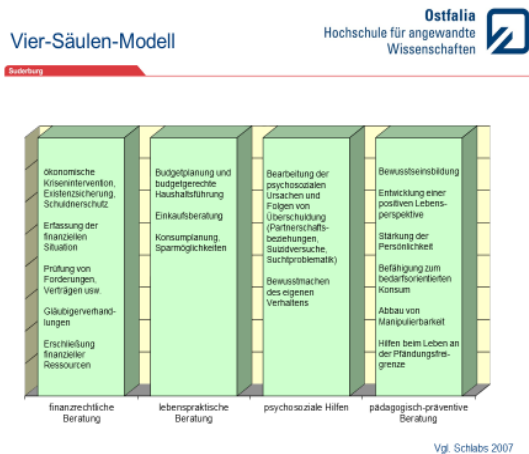 Vier-Säulen-Modell
Ostfalia
Hochschule für angewandte
Wissenschaften
Suderburg
ökonomische
Krisenintervention,
Existenzsicherung,
Schuldnerschutz
Erfassung der
finanziellen
Situation
Prüfung von
Forderungen,
Verträgen usw.
Gläubigerverhand-
lungen
Erschließung
finanzieller
Ressourcen
finanzrechtliche
Beratung
Budgetplanung und
budgetgerechte
Haushaltsführung
Einkaufsberatung
Konsumplanung,
Sparmöglichkeiten
lebenspraktische
Beratung
Bearbeitung der
psychosozialen
Ursachen und
Folgen von
Überschuldung
(Partnerschafts-
beziehungen,
Suizidversuche,
Suchtproblematik)
Bewusstmachen
des eigenen
Verhaltens
psychosoziale Hilfen
Bewusstseinsbildung
Entwicklung einer
positiven Lebens-
perspektive
Stärkung der
Persönlichkeit
Befähigung zum
bedarfsorientierten
Konsum
Abbau von
Manipulierbarkeit
Hilfen beim Leben an
der Pfändungsfrei-
grenze
pädagogisch-präventive
Beratung
Vgl. Schlabs 2007